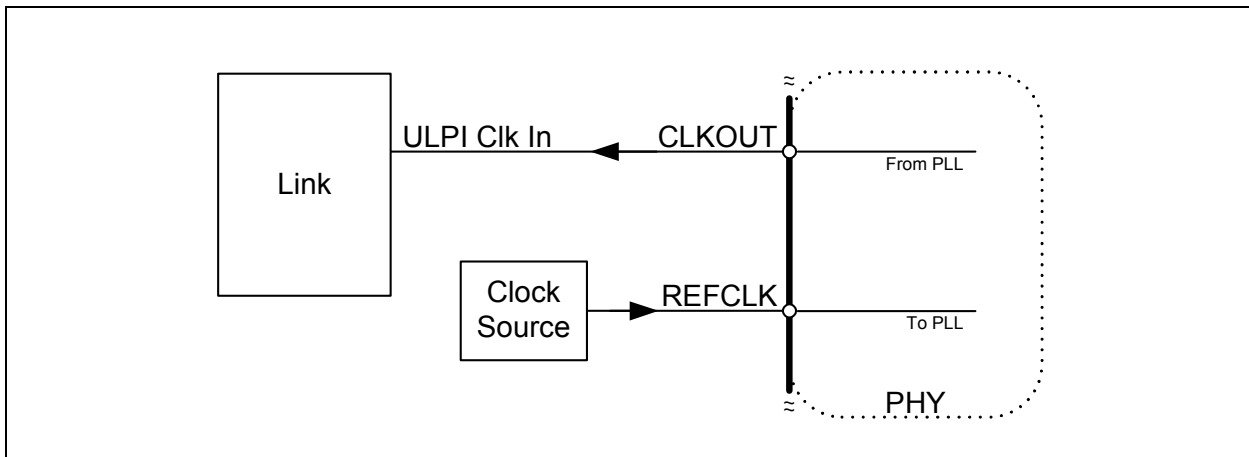 ULPI Clk In
CLKOUT
From PLL
Link
Clock
Source
REFCLK
To PLL
PHY